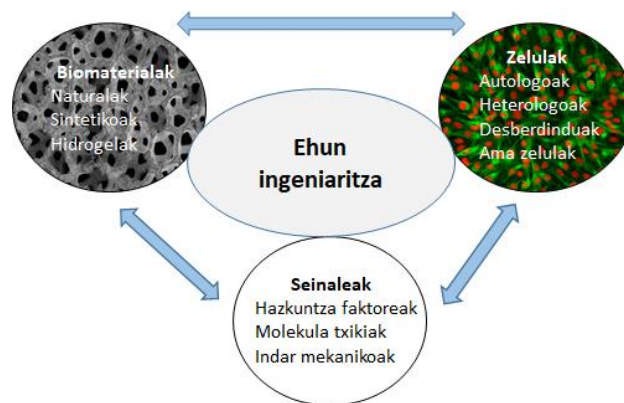 Biomaterialak
Naturalak
Sintetikoak
Hidrogelak
Zelulak
Autologoak
Heterologoak
Desberdinduak
Ama zelulak
Ehun
ingeniaritza
Seinaleak
Hazkuntza faktoreak
Molekula txikiak
Indar mekanikoak